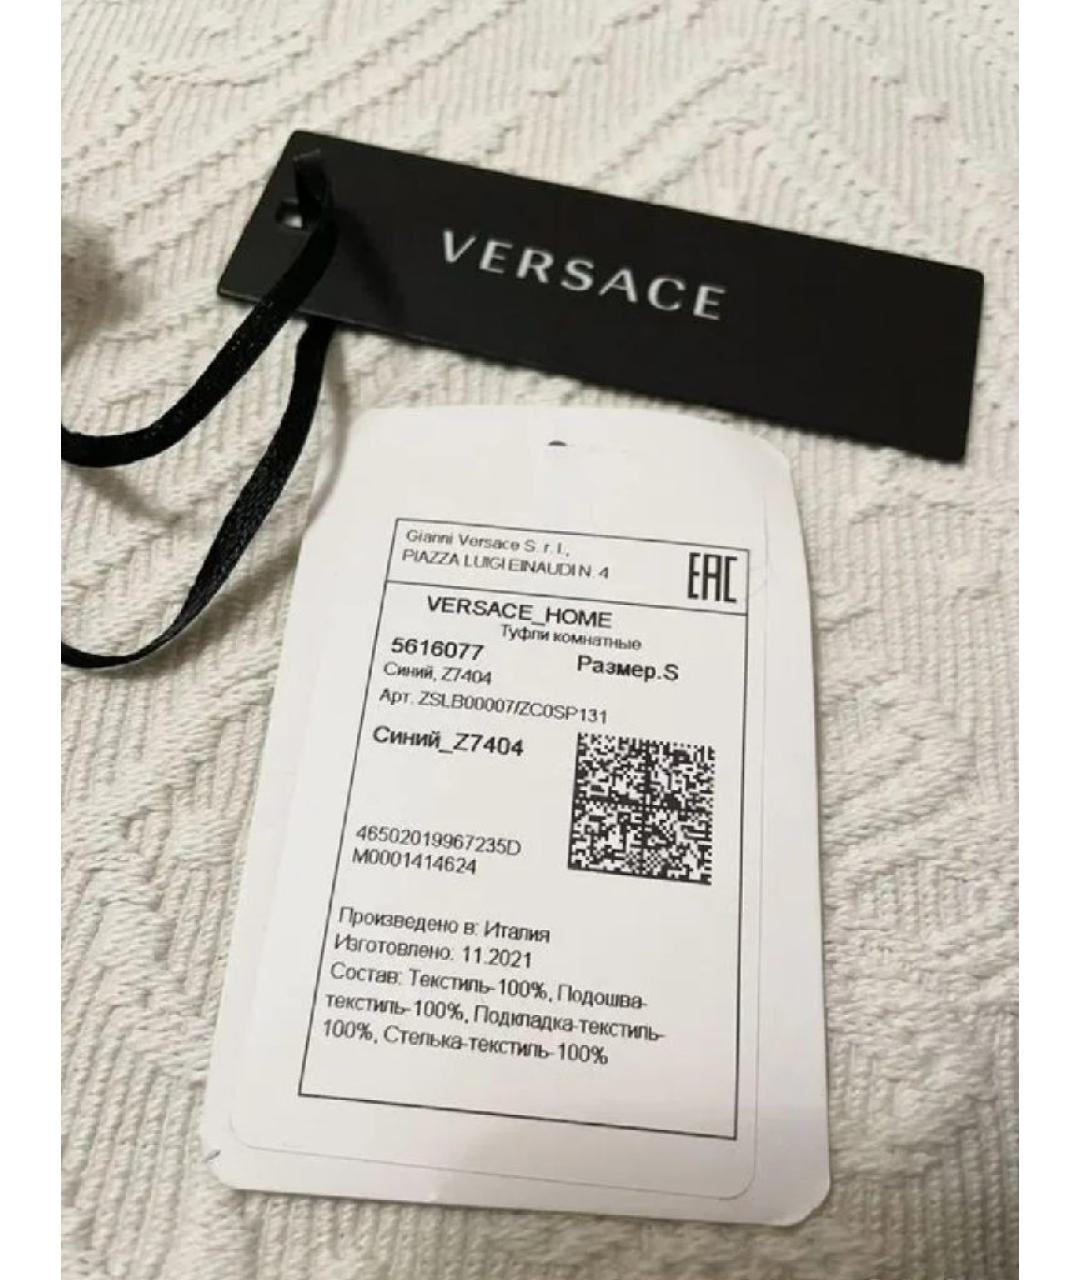 VERSACE
Gianni Versace S. r. l.,
PIAZZA LUIGI EINAUDI N. 4
EAC
VERSACE_HOME
Туфли комнатные
5616077
Размер.S
Синий, Z7404
Арт. ZSLB00007/ZC0SP131
Синий_Z7404
46502019967235D
M0001414624
Произведено в: Италия
Изготовлено: 11.2021
Состав: Текстиль-100%, Подошва-
текстиль-100%, Подкладка-текстиль-
100%, Стелька-текстиль-100%